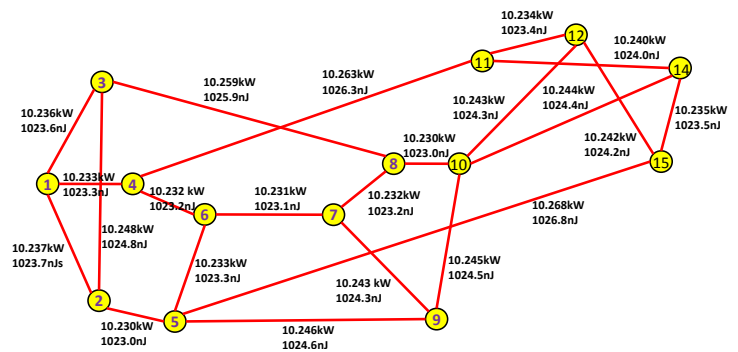 10.234kW
1023.4nJ
12
10.240kW
1024.0nJ
11
14
10.263kW
1026.3nJ
10.259kW
1025.9nJ
3
10.244kW
1024.4nJ
10.243kW
1024.3nJ
10.235kW
1023.5nJ
10.236kW
1023.6nJ
10.230kW
1023.0nJ
10.242kW
1024.2nJ
8
10
15
10.233kW
1023.3nJ
1
4
10.232 kW
1023.2nJ
10.231kW
1023.1nJ
10.232kW
1023.2nJ
6
7
10.268kW
1026.8nJ
10.248kW
1024.8nJ
10.237kW
1023.7nJs
10.233kW
1023.3nJ
10.245kW
1024.5nJ
10.243 kW
1024.3nJ
2
5
9
10.230kW
1023.0nJ
10.246kW
1024.6nJ